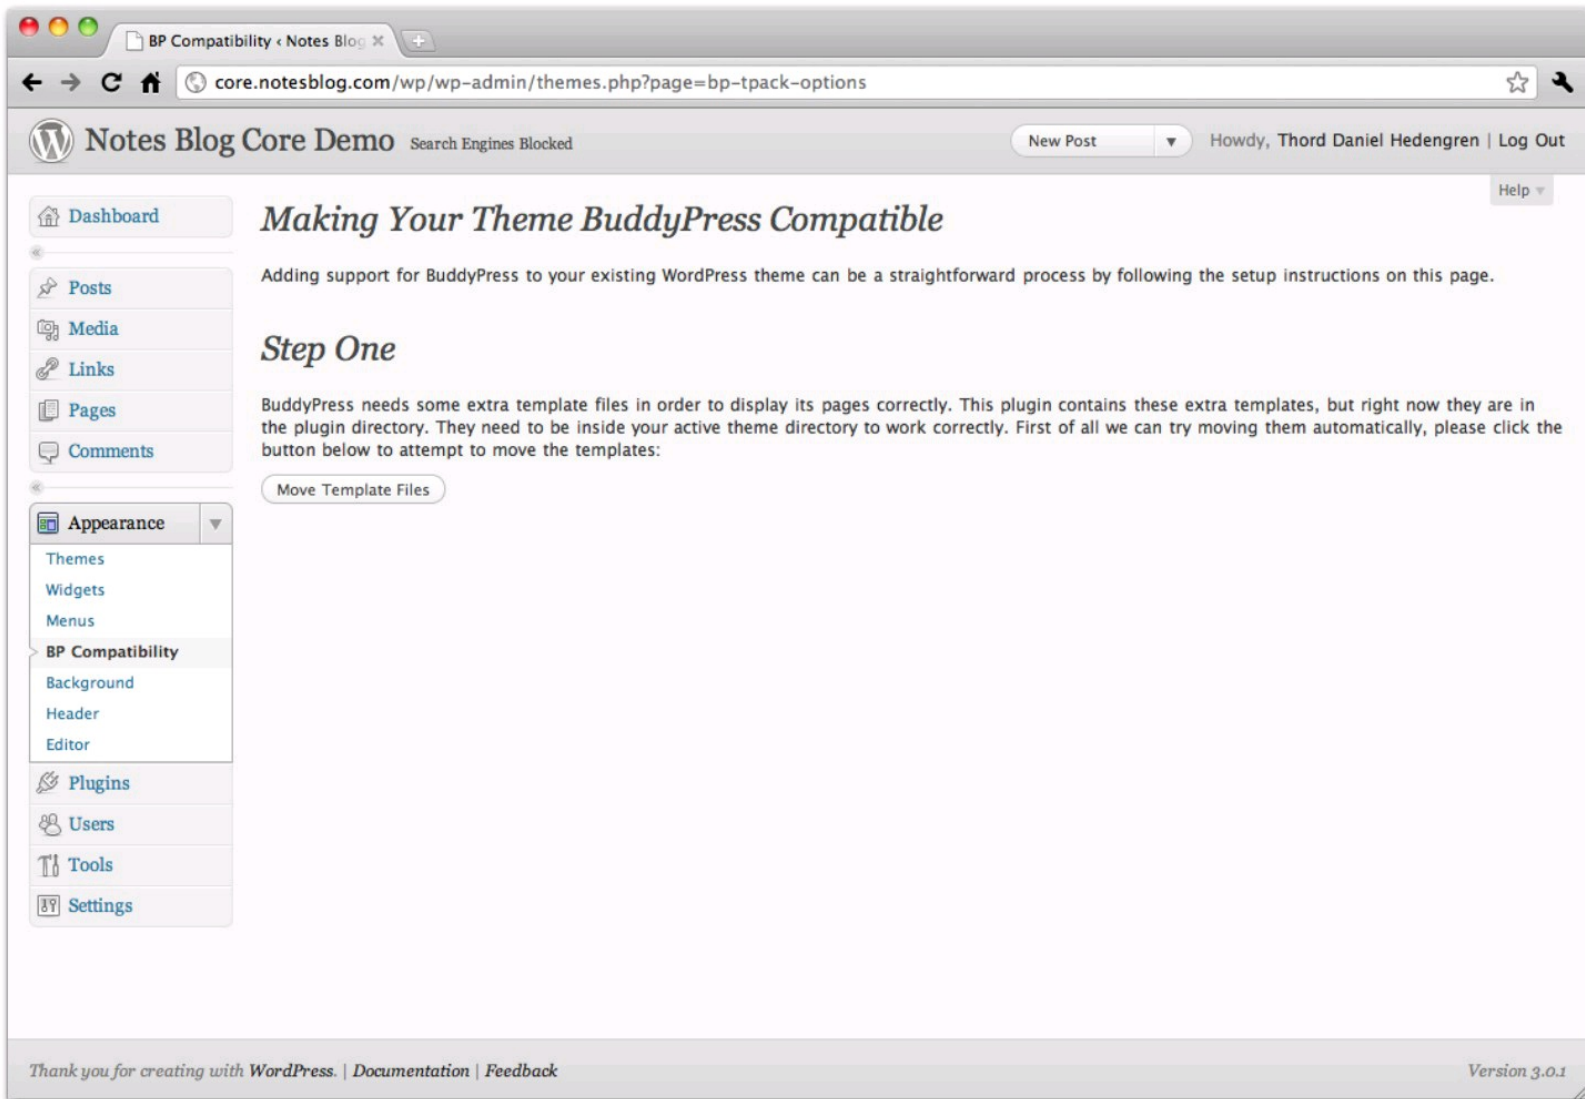 BP Compatibility ‹ Notes Blog
core.notesblog.com/wp/wp-admin/themes.php?page=bp-tpack-options
Notes Blog Core Demo Search Engines Blocked
New Post
Howdy, Thord Daniel Hedengren | Log Out
Help
Dashboard
Posts
Media
Links
Pages
Comments
Appearance
Themes
Widgets
Menus
BP Compatibility
Background
Header
Editor
Plugins
Users
Tools
Settings
Making Your Theme BuddyPress Compatible
Adding support for BuddyPress to your existing WordPress theme can be a straightforward process by following the setup instructions on this page.
Step One
BuddyPress needs some extra template files in order to display its pages correctly. This plugin contains these extra templates, but right now they are in
the plugin directory. They need to be inside your active theme directory to work correctly. First of all we can try moving them automatically, please click the
button below to attempt to move the templates:
Move Template Files
Thank you for creating with WordPress. | Documentation | Feedback
Version 3.0.1